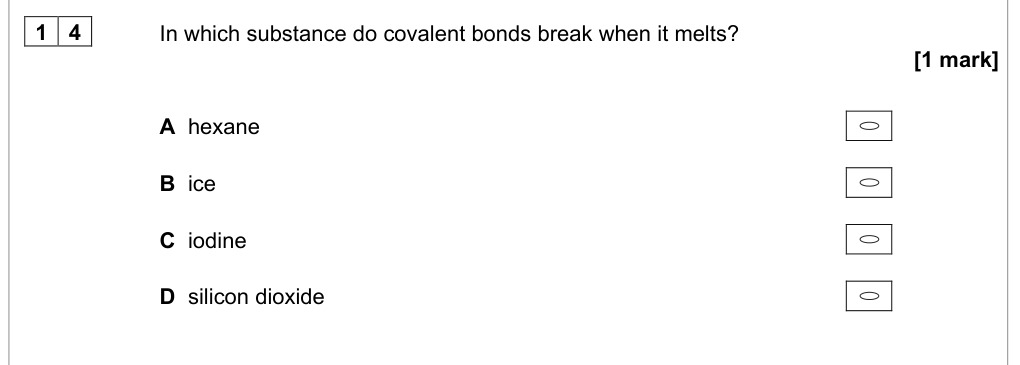 1 4 In which substance do covalent bonds break when it melts?
[1 mark]
A hexane
B ice
C iodine
D silicon dioxide